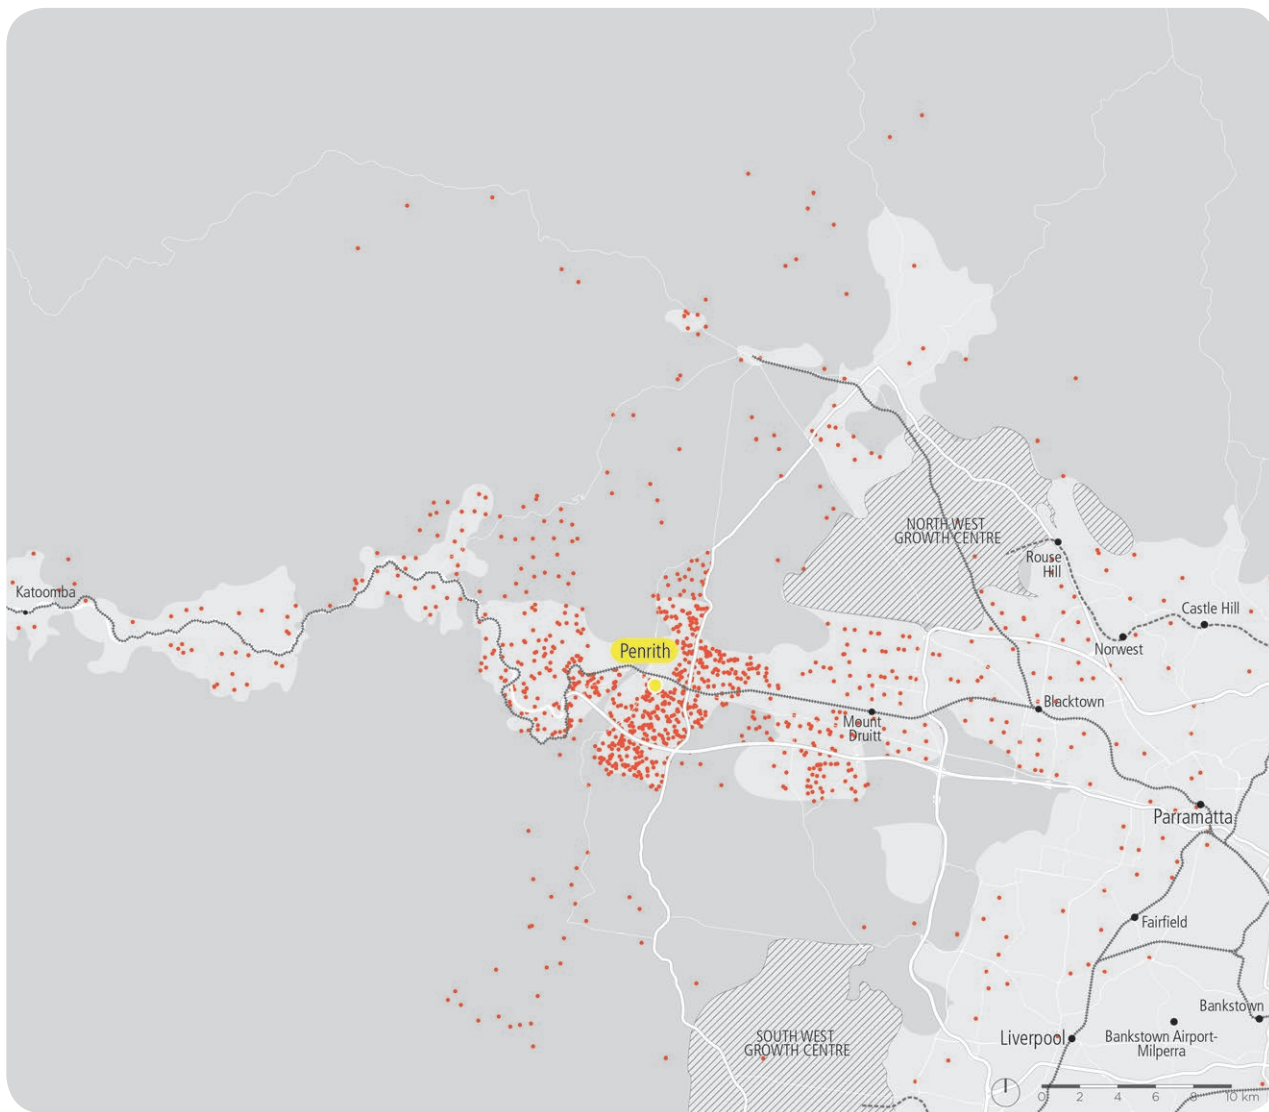 NORTH WEST
GROWTH CENTRE
Rouse
Hill
Katoomba
Castle Hill
Norwest
Penrith
Blacktown
Mount
Druitt
Parramatta
Fairfield
Bankstown
SOUTH WEST
GROWTH CENTRE
Liverpool
Bankstown Airport-
Milperra
0 2 4 6 8 10 km